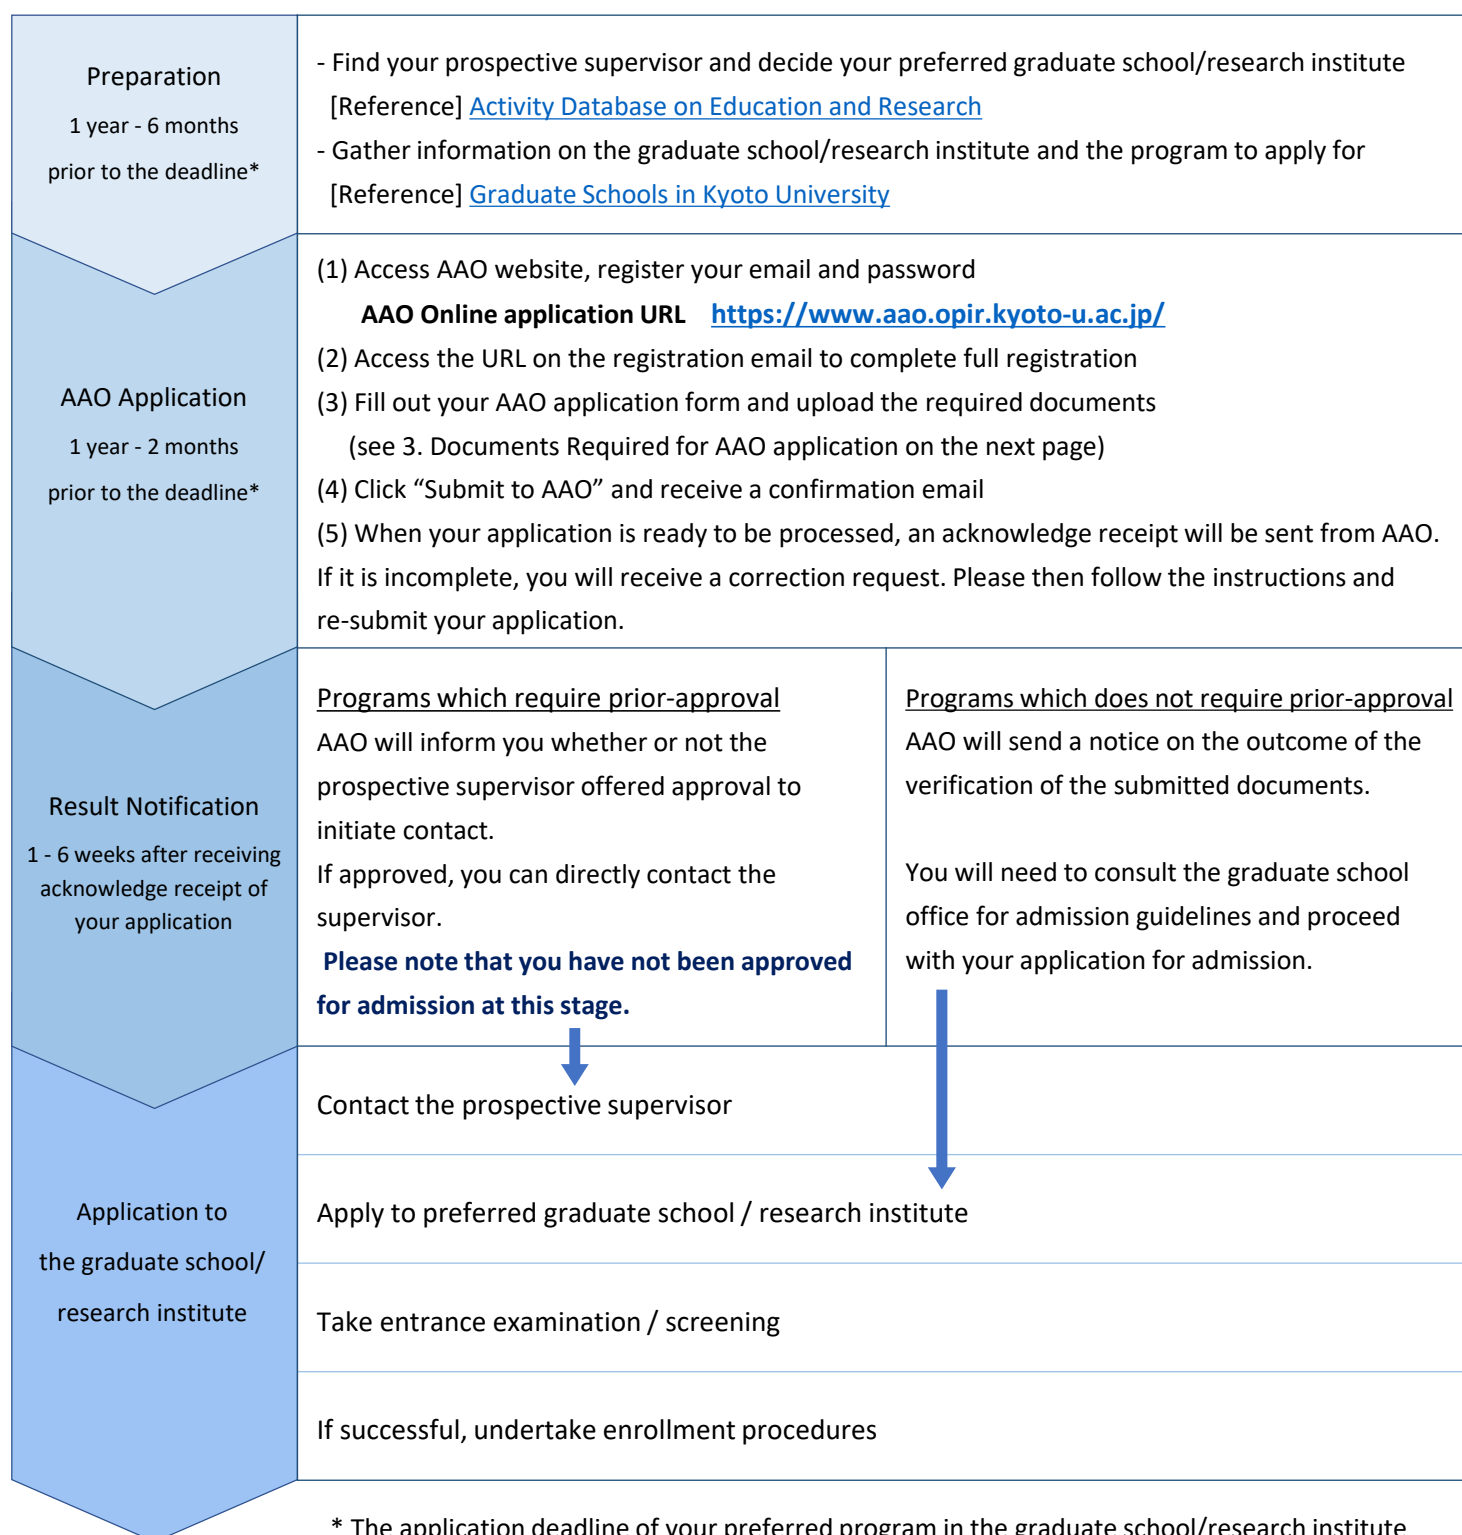 Preparation
1 year - 6 months
prior to the deadline*
- Find your prospective supervisor and decide your preferred graduate school/research institute
[Reference] Activity Database on Education and Research
- Gather information on the graduate school/research institute and the program to apply for
[Reference] Graduate Schools in Kyoto University
AAO Application
1 year - 2 months
prior to the deadline*
(1) Access AAO website, register your email and password
AAO Online application URL https://www.aao.opir.kyoto-u.ac.jp/
(2) Access the URL on the registration email to complete full registration
(3) Fill out your AAO application form and upload the required documents
(see 3. Documents Required for AAO application on the next page)
(4) Click “Submit to AAO” and receive a confirmation email
(5) When your application is ready to be processed, an acknowledge receipt will be sent from AAO.
If it is incomplete, you will receive a correction request. Please then follow the instructions and
re-submit your application.
Result Notification
1 - 6 weeks after receiving
acknowledge receipt of
your application
Programs which require prior-approval
AAO will inform you whether or not the
prospective supervisor offered approval to
initiate contact.
If approved, you can directly contact the
supervisor.
Please note that you have not been approved
for admission at this stage.
Programs which does not require prior-approval
AAO will send a notice on the outcome of the
verification of the submitted documents.
You will need to consult the graduate school
office for admission guidelines and proceed
with your application for admission.
Application to
the graduate school/
research institute
Contact the prospective supervisor
Apply to preferred graduate school / research institute
Take entrance examination / screening
If successful, undertake enrollment procedures
* The application deadline of your preferred program in the graduate school/research institute